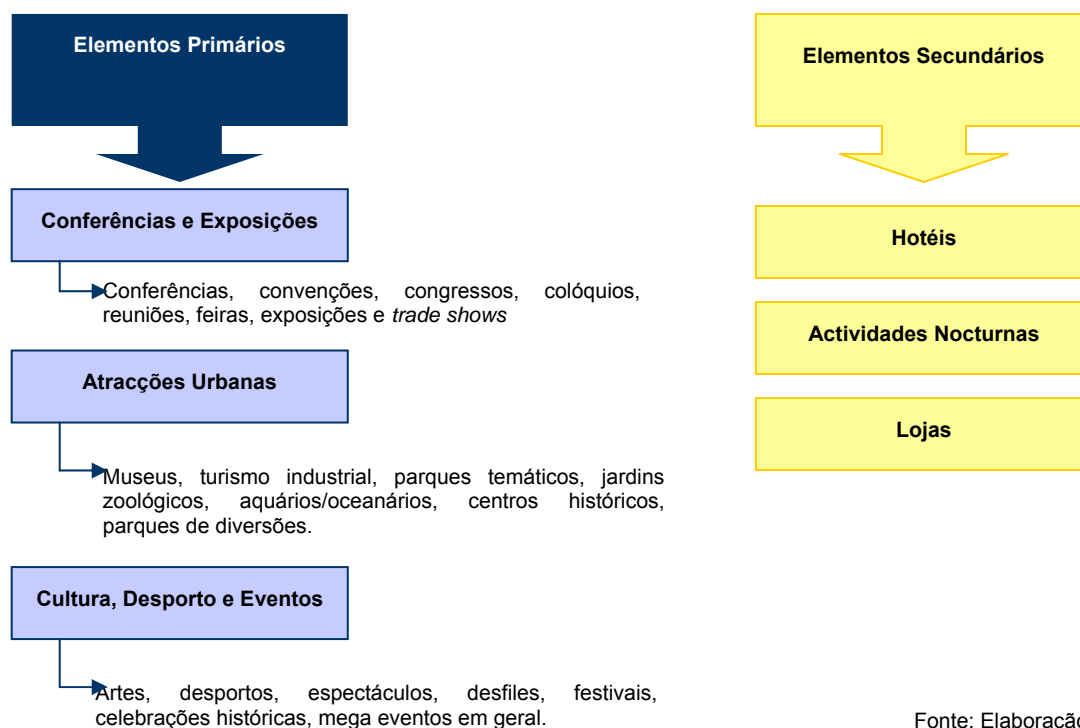 Elementos Primários
Conferências e Exposições
Conferências, convenções, congressos, colóquios,
reuniões, feiras, exposições e trade shows
Atracções Urbanas
Museus, turismo industrial, parques temáticos, jardins
zoológicos, aquários/oceanários, centros históricos,
parques de diversões.
Cultura, Desporto e Eventos
Artes, desportos, espectáculos, desfiles, festivais,
celebrações históricas, mega eventos em geral.
Elementos Secundários
Hotéis
Actividades Nocturnas
Lojas
Fonte: Elaboração